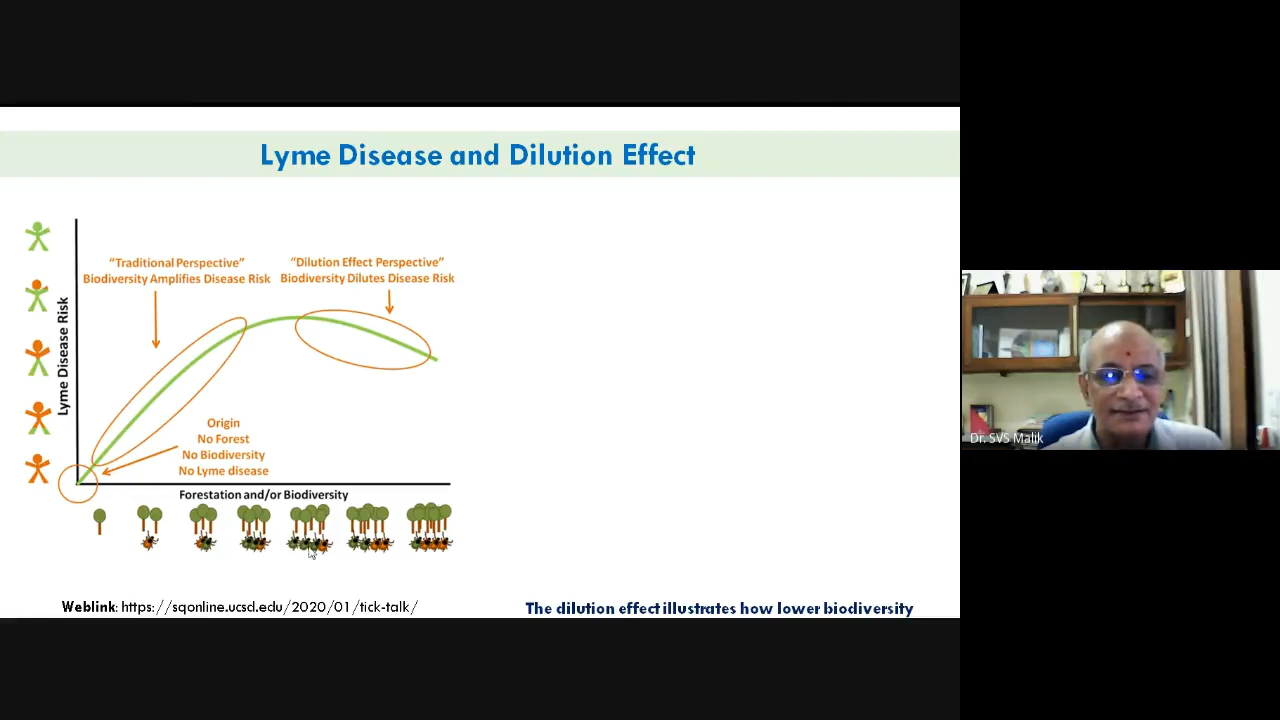 Lyme Disease and Dilution Effect
"Traditional Perspective"
Biodiversity Amplifies Disease Risk
"Dilution Effect Perspective"
Biodiversity Dilutes Disease Risk
Lyme Disease Risk
Origin
No Forest
No Biodiversity
No Lyme disease
Forestation and/or Biodiversity
Weblink: https://sqonline.ucsd.edu/2020/01/tick-talk/
The dilution effect illustrates how lower biodiversity
Dr. SVS Malik